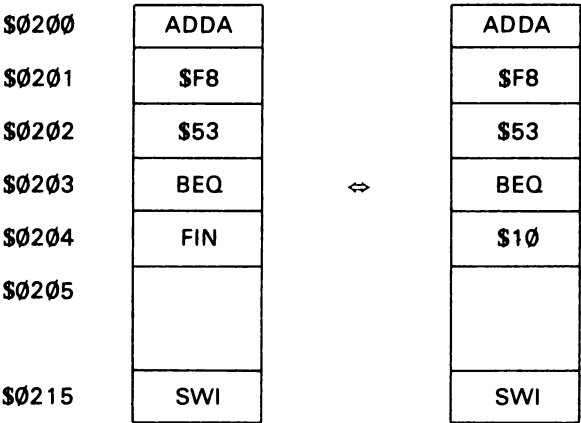 $0200 ADDA ADDA
$0201 $F8 $F8
$0202 $53 $53
$0203 BEQ ⇔ BEQ
$0204 FIN $10
$0205
$0215 SWI SWI